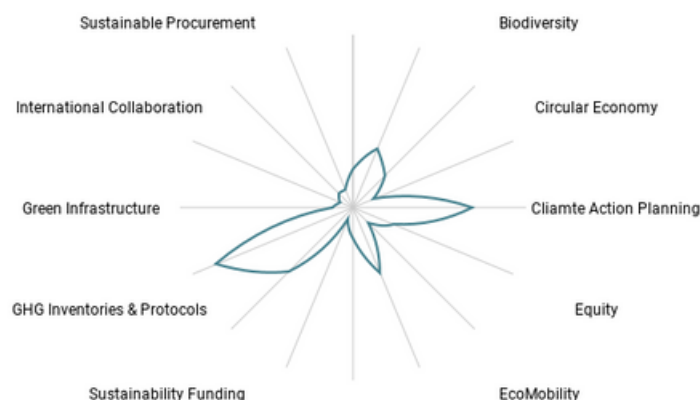 Sustainable Procurement
Biodiversity
International Collaboration
Circular Economy
Green Infrastructure
Cliamte Action Planning
GHG Inventories & Protocols
Equity
Sustainability Funding
EcoMobility